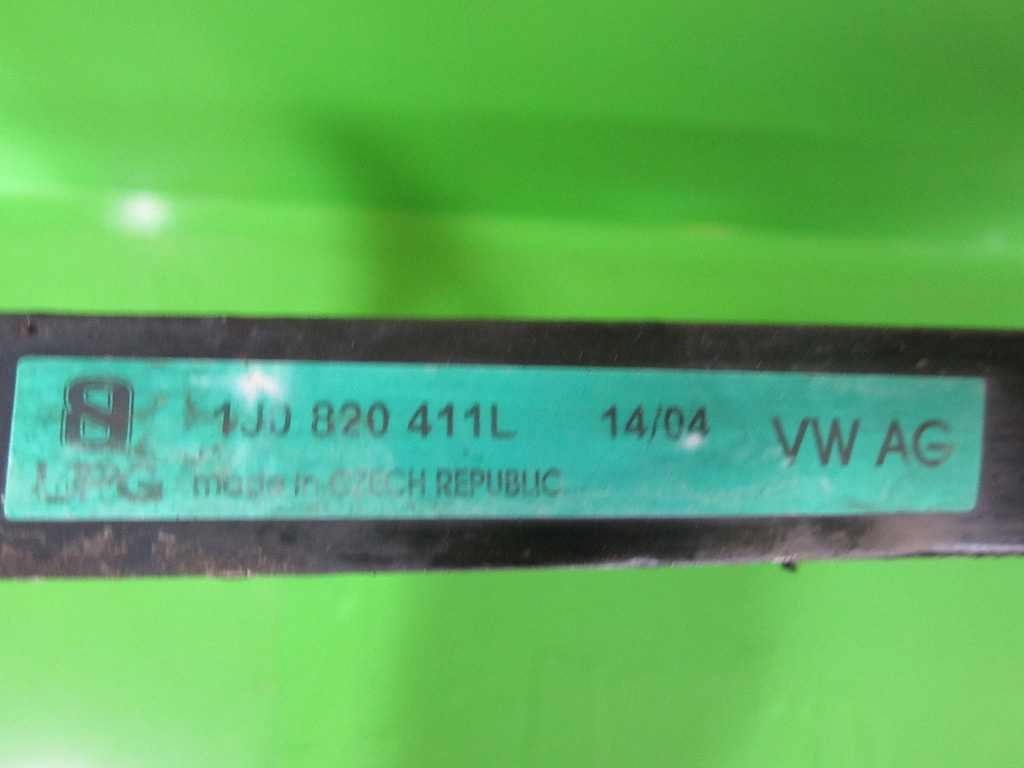 1J0 820 411L 14/04 VW AG
made in CZECH REPUBLIC